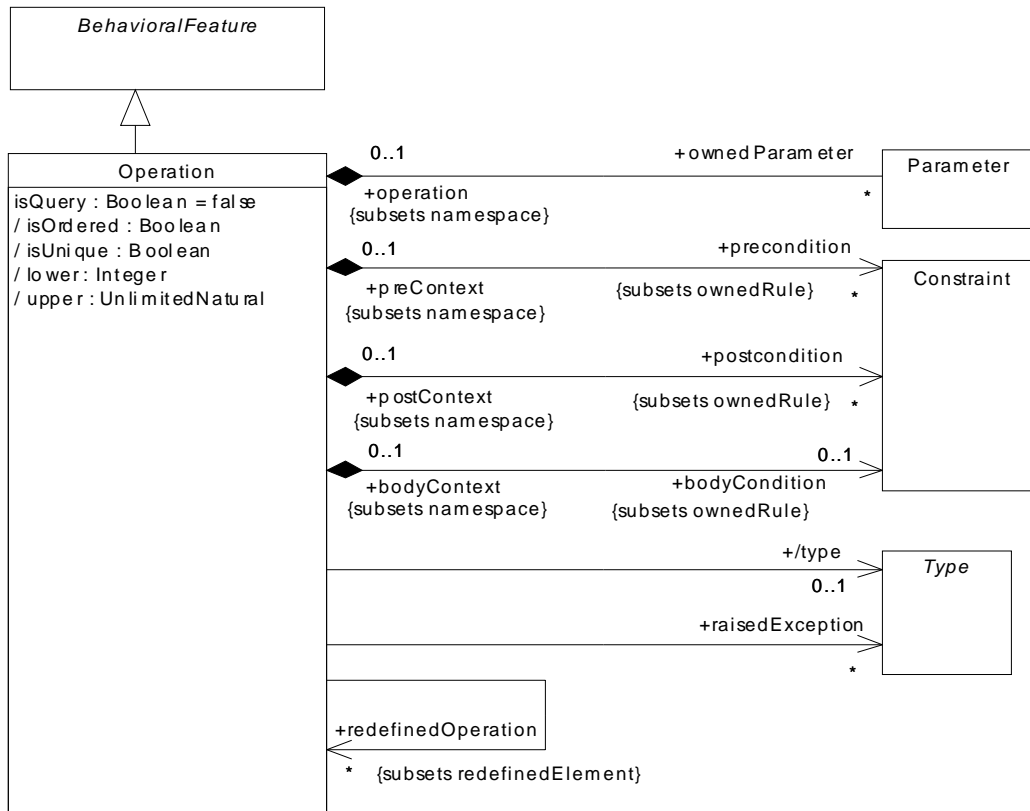 BehavioralFeature
Operation
isQuery : Boolean = false
/ isOrdered : Boolean
/ isUnique : Boolean
/ lower : Integer
/ upper : UnlimitedNatural
0..1
+ownedParameter
+operation
*
{subsets namespace}
Parameter
0..1
+precondition
+preContext
{subsets ownedRule}
*
{subsets namespace}
Constraint
0..1
+postcondition
+postContext
{subsets ownedRule}
*
{subsets namespace}
0..1
0..1
+bodyContext
+bodyCondition
{subsets namespace}
{subsets ownedRule}
+/type
0..1
Type
+raisedException
*
+redefinedOperation
*
{subsets redefinedElement}